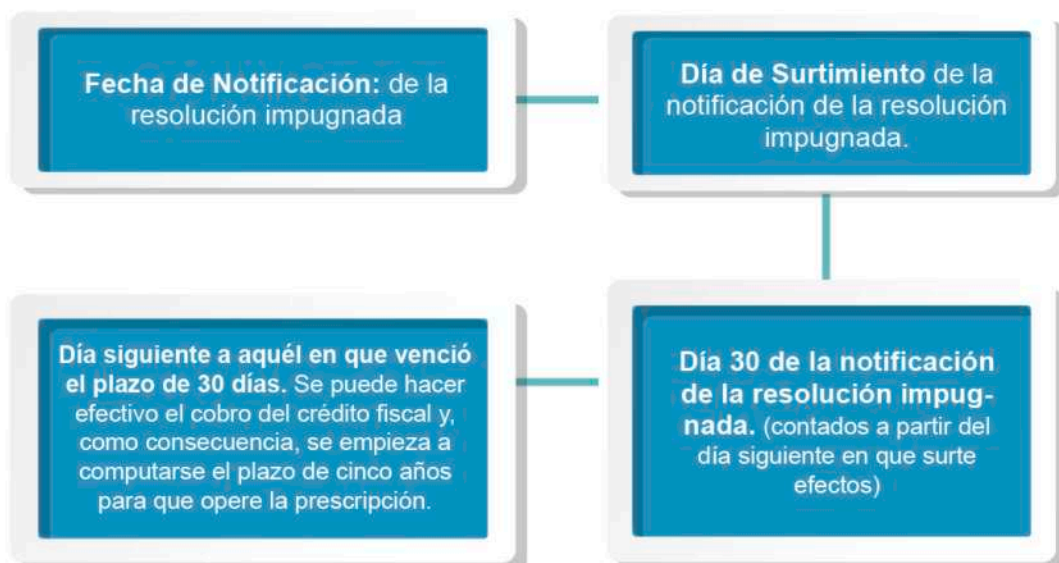 Fecha de Notificación: de la
resolución impugnada
Día de Surtimiento de la
notificación de la resolución
impugnada.
Día 30 de la notificación
de la resolución impug-
nada. (contados a partir del
día siguiente en que surte
efectos)
Día siguiente a aquél en que venció
el plazo de 30 días. Se puede hacer
efectivo el cobro del crédito fiscal y,
como consecuencia, se empieza a
computarse el plazo de cinco años
para que opere la prescripción.